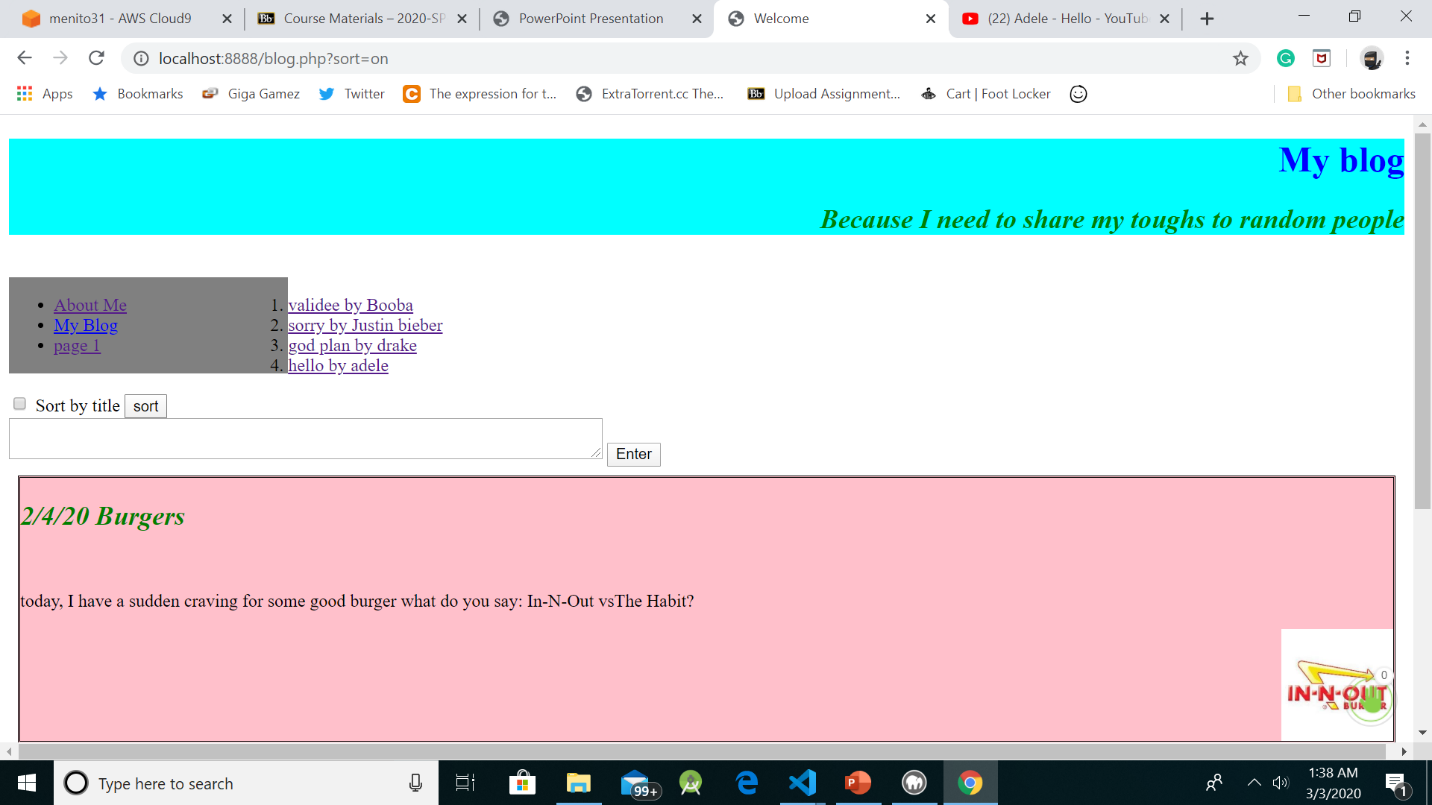 menito31 - AWS Cloud9
Course Materials – 2020-SP
PowerPoint Presentation
Welcome
(22) Adele - Hello - YouTub
localhost:8888/blog.php?sort=on
Apps
Bookmarks
Giga Gamez
Twitter
The expression for t...
ExtraTorrent.cc The...
Upload Assignment...
Cart | Foot Locker
Other bookmarks
My blog
Because I need to share my toughs to random people
• About Me
• My Blog
• page 1
1. validee by Booba
2. sorry by Justin bieber
3. god plan by drake
4. hello by adele
Sort by title sort
Enter
2/4/20 Burgers
today, I have a sudden craving for some good burger what do you say: In-N-Out vsThe Habit?
0
IN-N-OUT
BURGER
Type here to search
99+
1:38 AM
3/3/2020
1